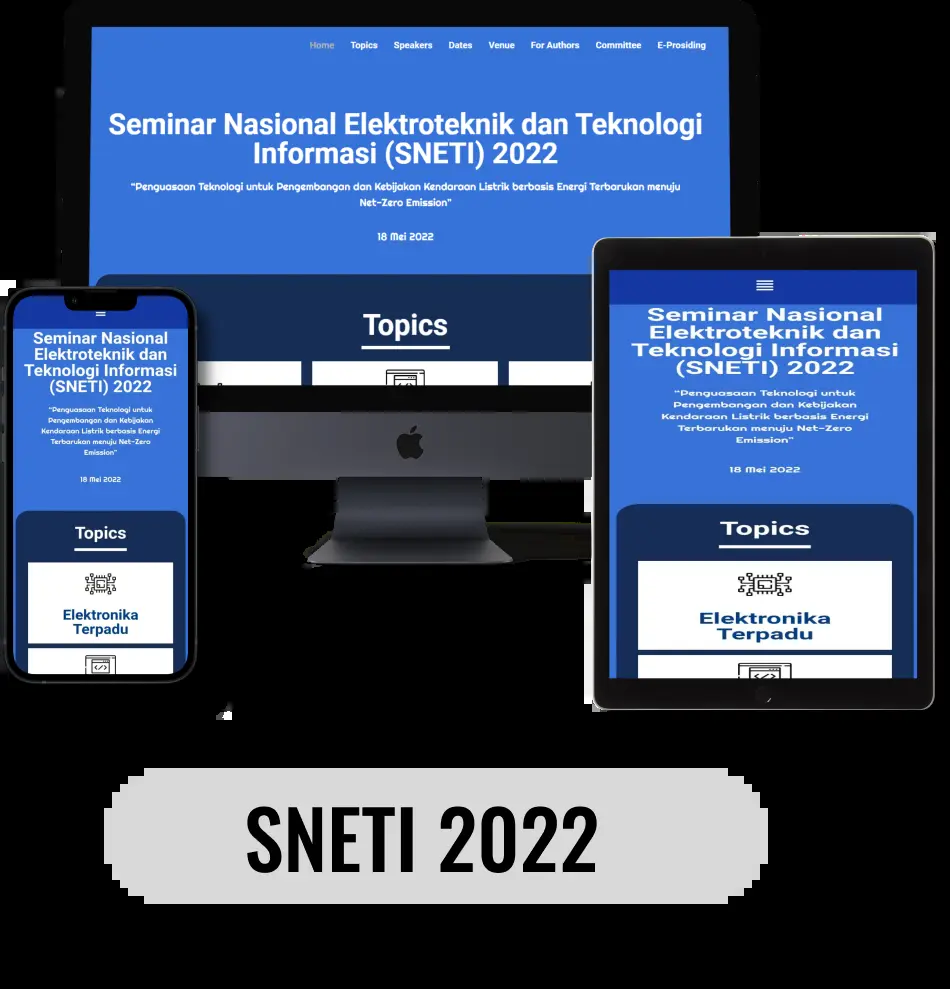 Home Topics Speakers Dates Venue For Authors Committee E-Prosiding
Seminar Nasional Elektroteknik dan Teknologi
Informasi (SNETI) 2022
“Penguasaan Teknologi untuk Pengembangan dan Kebijakan Kendaraan Listrik berbasis Energi Terbarukan menuju
Net-Zero Emission”
18 Mei 2022
Topics
Seminar Nasional
Elektroteknik dan
Teknologi Informasi
(SNETI) 2022
“Penguasaan Teknologi untuk
Pengembangan dan Kebijakan
Kendaraan Listrik berbasis Energi
Terbarukan menuju Net-Zero
Emission”
18 Mei 2022
Topics
Elektronika
Terpadu
Seminar Nasional
Elektroteknik dan
Teknologi Informasi
(SNETI) 2022
“Penguasaan Teknologi untuk
Pengembangan dan Kebijakan
Kendaraan Listrik berbasis Energi
Terbarukan menuju Net-Zero
Emission”
18 Mei 2022
Topics
Elektronika
Terpadu
SNETI 2022